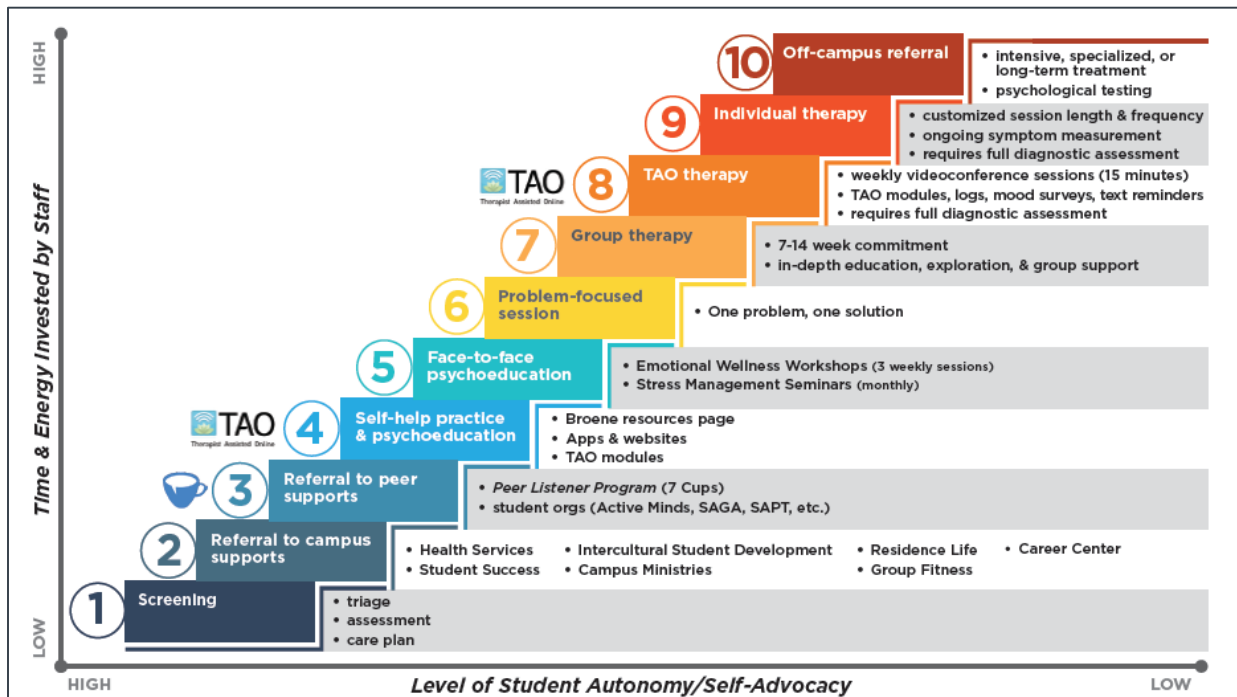 HIGH
Time & Energy Invested by Staff
LOW
10
Off-campus referral
• intensive, specialized, or
long-term treatment
• psychological testing
9
Individual therapy
• customized session length & frequency
• ongoing symptom measurement
• requires full diagnostic assessment
TAO
Therapist Assisted Online
8
TAO therapy
• weekly videoconference sessions (15 minutes)
• TAO modules, logs, mood surveys, text reminders
• requires full diagnostic assessment
7
Group therapy
• 7-14 week commitment
• in-depth education, exploration, & group support
6
Problem-focused
session
• One problem, one solution
5
Face-to-face
psychoeducation
• Emotional Wellness Workshops (3 weekly sessions)
• Stress Management Seminars (monthly)
TAO
Therapist Assisted Online
4
Self-help practice
& psychoeducation
• Broene resources page
• Apps & websites
• TAO modules
3
Referral to peer
supports
• Peer Listener Program (7 Cups)
• student orgs (Active Minds, SAGA, SAPT, etc.)
2
Referral to campus
supports
• Health Services • Intercultural Student Development • Residence Life • Career Center
• Student Success • Campus Ministries • Group Fitness
1
Screening
• triage
• assessment
• care plan
HIGH
Level of Student Autonomy/Self-Advocacy
LOW